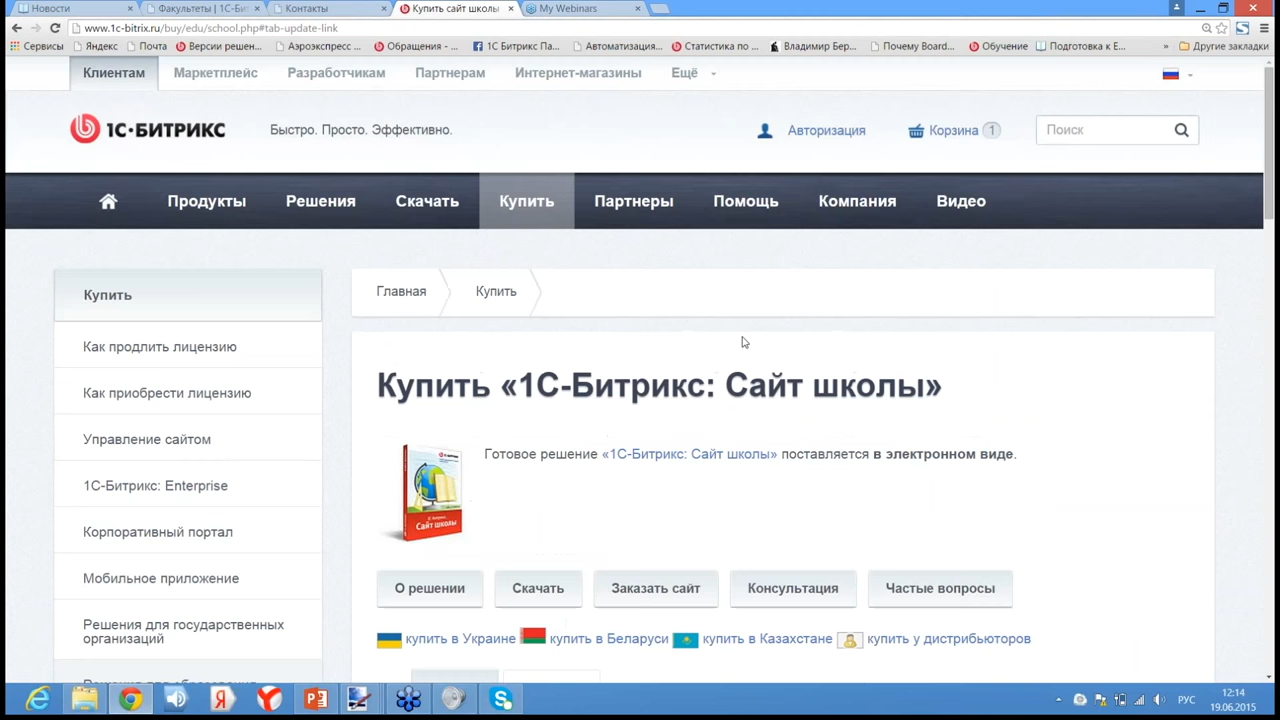 Новости
Факультеты | 1С-Би
Контакты
Купить сайт школы
My Webinars
www.1c-bitrix.ru/buy/edu/school.php#tab-update-link
Сервисы Яндекс Почта Версии решен... Аэроэкспресс ... Обращения - ... 1С Битрикс Па... Автоматизация... Статистика по ... Владимир Бер... Почему Board... Обучение Подготовка к Е... » Другие закладки
Клиентам Маркетплейс Разработчикам Партнерам Интернет-магазины Ещё
1С-БИТРИКС Быстро. Просто. Эффективно. Авторизация Корзина 1 Поиск
Продукты Решения Скачать Купить Партнеры Помощь Компания Видео
Купить
Главная Купить
Как продлить лицензию
Как приобрести лицензию
Управление сайтом
1С-Битрикс: Enterprise
Корпоративный портал
Мобильное приложение
Решения для государственных
организаций
Купить «1С-Битрикс: Сайт школы»
Готовое решение «1С-Битрикс: Сайт школы» поставляется в электронном виде.
Сайт школы
О решении Скачать Заказать сайт Консультация Частые вопросы
купить в Украине купить в Беларуси купить в Казахстане купить у дистрибьюторов
РУС
12:14
19.06.2015